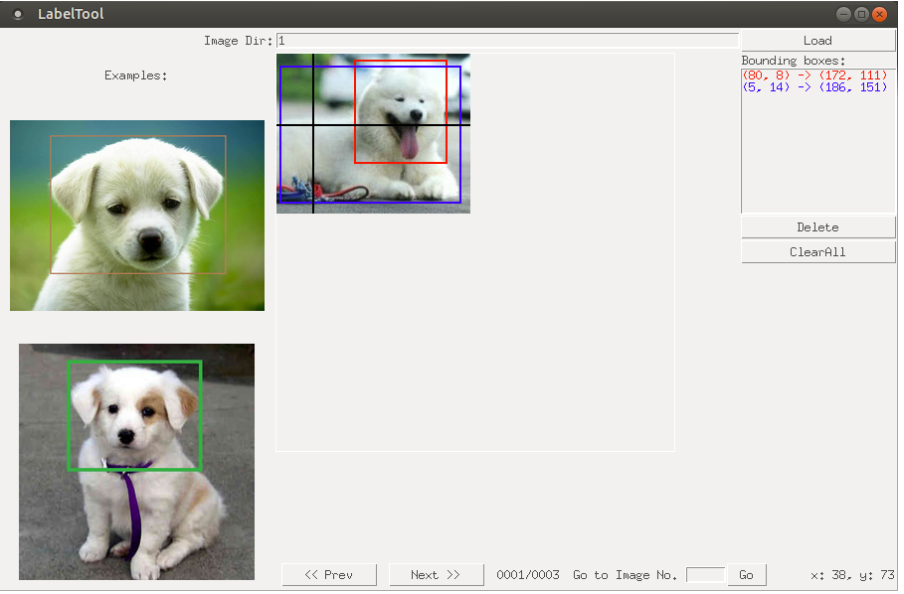 LabelTool
Image Dir: 1 Load
Examples:
Bounding boxes:
(80, 8) -> (172, 111)
(5, 14) -> (186, 151)
Delete
ClearAll
<< Prev Next >> 0001/0003 Go to Image No. Go x: 38, y: 73